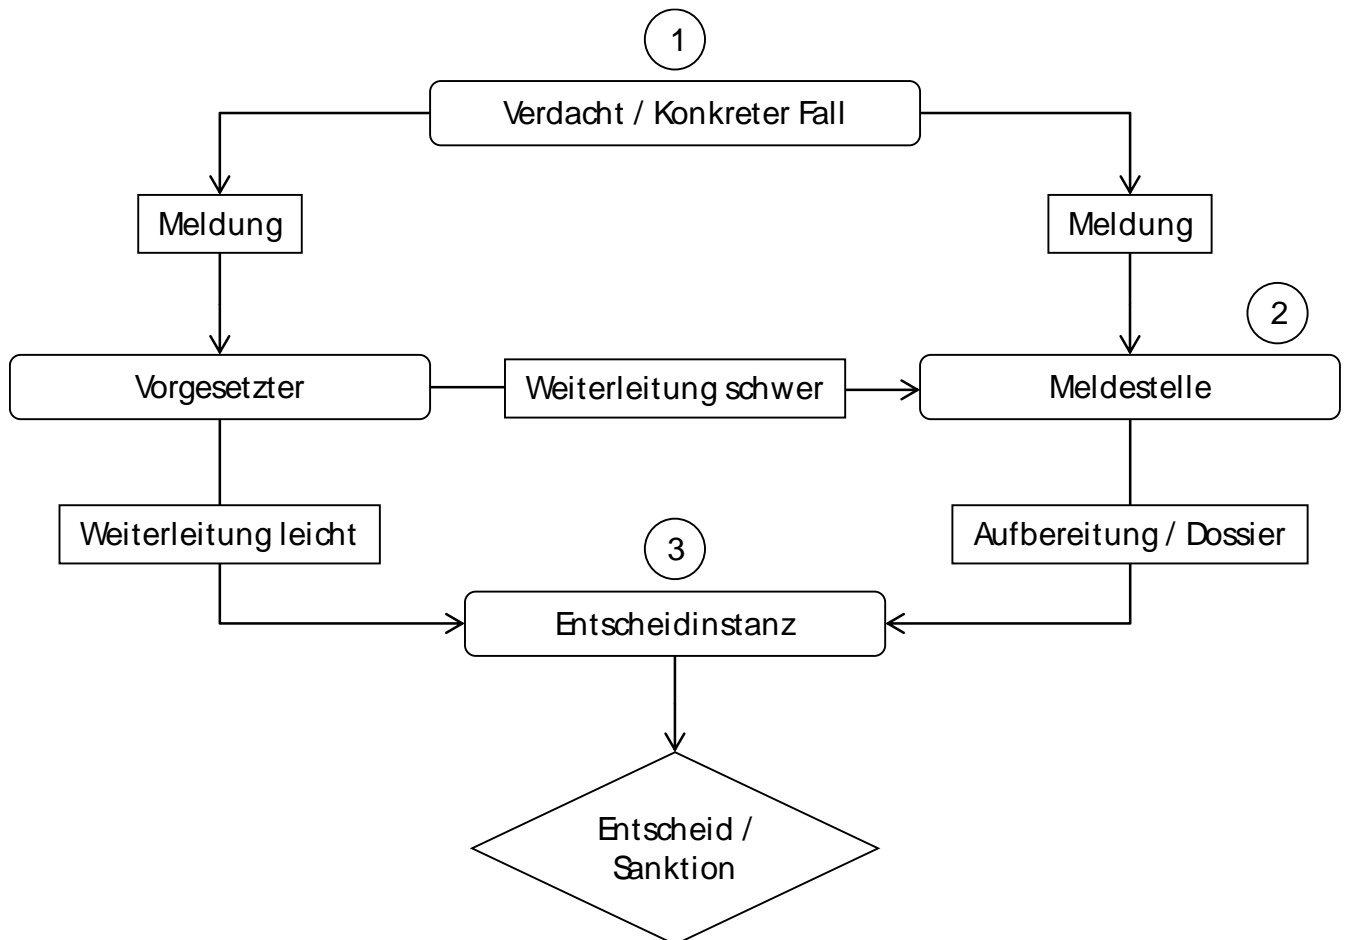 1
Verdacht / Konkreter Fall
Meldung
Meldung
2
Vorgesetzter
Weiterleitung schwer
Meldestelle
Weiterleitung leicht
Aufbereitung / Dossier
3
Entscheidinstanz
Entscheid /
Sanktion